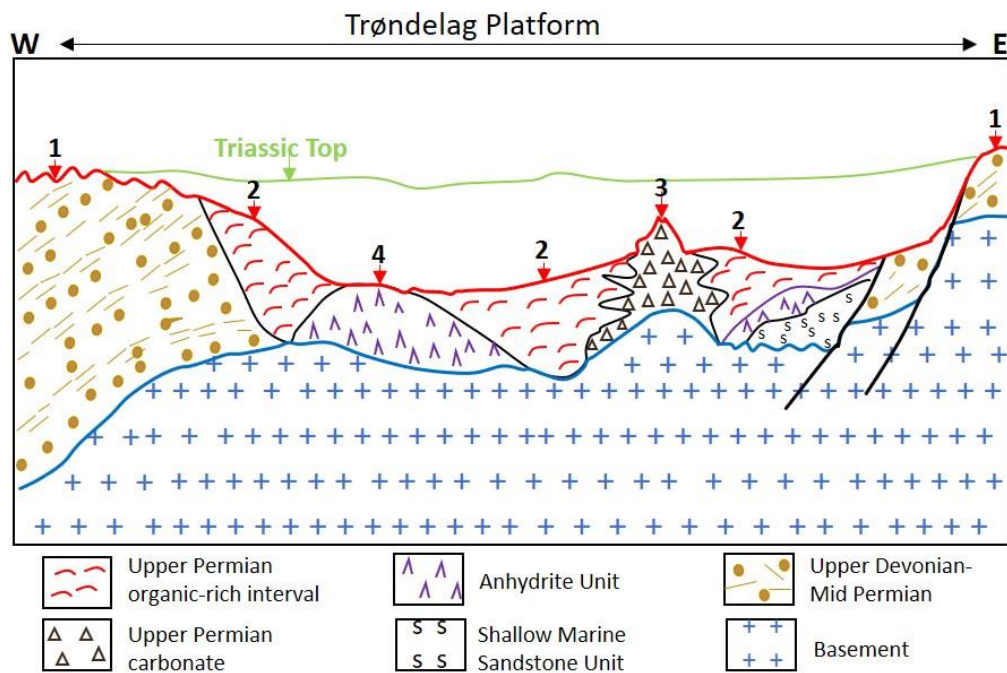 Trøndelag Platform
W
E
1
Triassic Top
1
2
3
2
4
2
s
s s s
s s s s
s s s s s
Upper Permian
organic-rich interval
Anhydrite Unit
Upper Devonian-
Mid Permian
Upper Permian
carbonate
s s
s s
Shallow Marine
Sandstone Unit
Basement